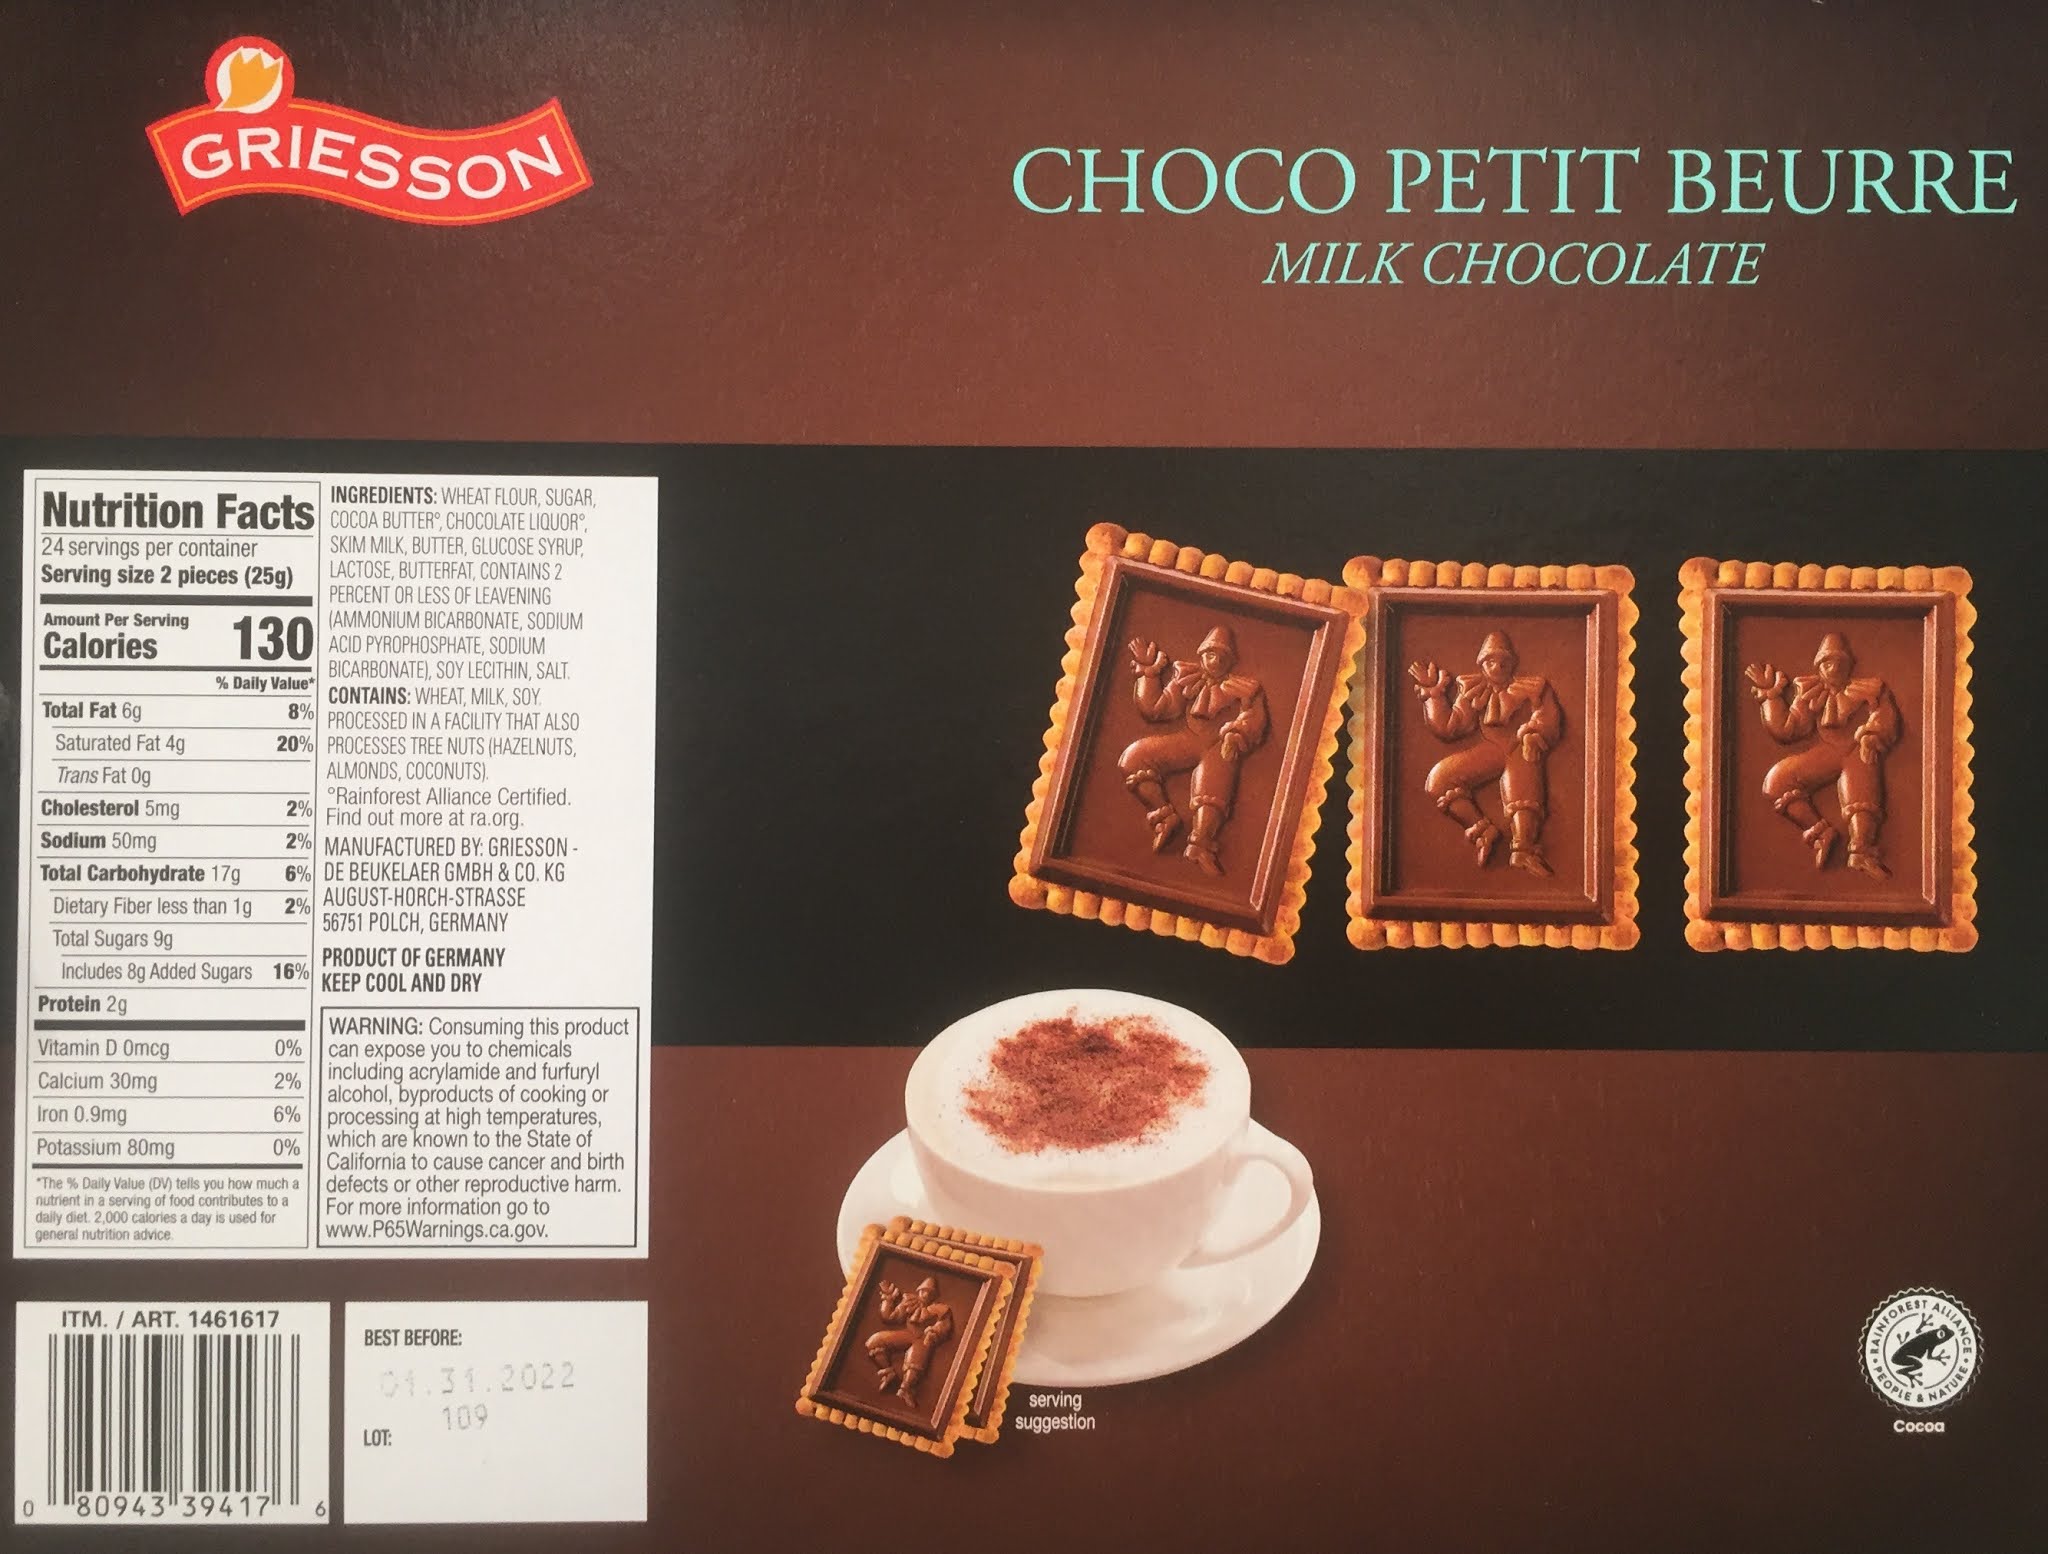 GRIESSON
CHOCO PETIT BEURRE
MILK CHOCOLATE
Nutrition Facts
24 servings per container
Serving size 2 pieces (25g)
Amount Per Serving
Calories 130
% Daily Value*
Total Fat 6g 8%
Saturated Fat 4g 20%
Trans Fat 0g
Cholesterol 5mg 2%
Sodium 50mg 2%
Total Carbohydrate 17g 6%
Dietary Fiber less than 1g 2%
Total Sugars 9g
Includes 8g Added Sugars 16%
Protein 2g
Vitamin D 0mcg 0%
Calcium 30mg 2%
Iron 0.9mg 6%
Potassium 80mg 0%
*The % Daily Value (DV) tells you how much a
nutrient in a serving of food contributes to a
daily diet. 2,000 calories a day is used for
general nutrition advice.
INGREDIENTS: WHEAT FLOUR, SUGAR,
COCOA BUTTER°, CHOCOLATE LIQUOR°,
SKIM MILK, BUTTER, GLUCOSE SYRUP,
LACTOSE, BUTTERFAT, CONTAINS 2
PERCENT OR LESS OF LEAVENING
(AMMONIUM BICARBONATE, SODIUM
ACID PYROPHOSPHATE, SODIUM
BICARBONATE), SOY LECITHIN, SALT.
CONTAINS: WHEAT, MILK, SOY.
PROCESSED IN A FACILITY THAT ALSO
PROCESSES TREE NUTS (HAZELNUTS,
ALMONDS, COCONUTS).
°Rainforest Alliance Certified.
Find out more at ra.org.
MANUFACTURED BY: GRIESSON -
DE BEUKELAER GMBH & CO. KG
AUGUST-HORCH-STRASSE
56751 POLCH, GERMANY
PRODUCT OF GERMANY
KEEP COOL AND DRY
WARNING: Consuming this product
can expose you to chemicals
including acrylamide and furfuryl
alcohol, byproducts of cooking or
processing at high temperatures,
which are known to the State of
California to cause cancer and birth
defects or other reproductive harm.
For more information go to
www.P65Warnings.ca.gov.
ITM. / ART. 1461617
0 80943 39417 6
BEST BEFORE:
01.31.2022
109
LOT:
serving
suggestion
RAINFOREST ALLIANCE
PEOPLE & NATURE
Cocoa